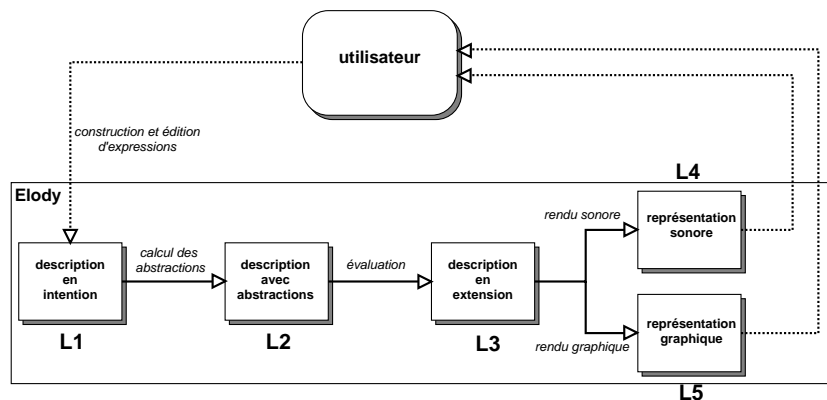 utilisateur
construction et édition
d'expressions
Elody
L4
rendu sonore
représentation
sonore
description
en
intention
calcul des
abstractions
description
avec
abstractions
évaluation
description
en
extension
L1
L2
L3
rendu graphique
représentation
graphique
L5